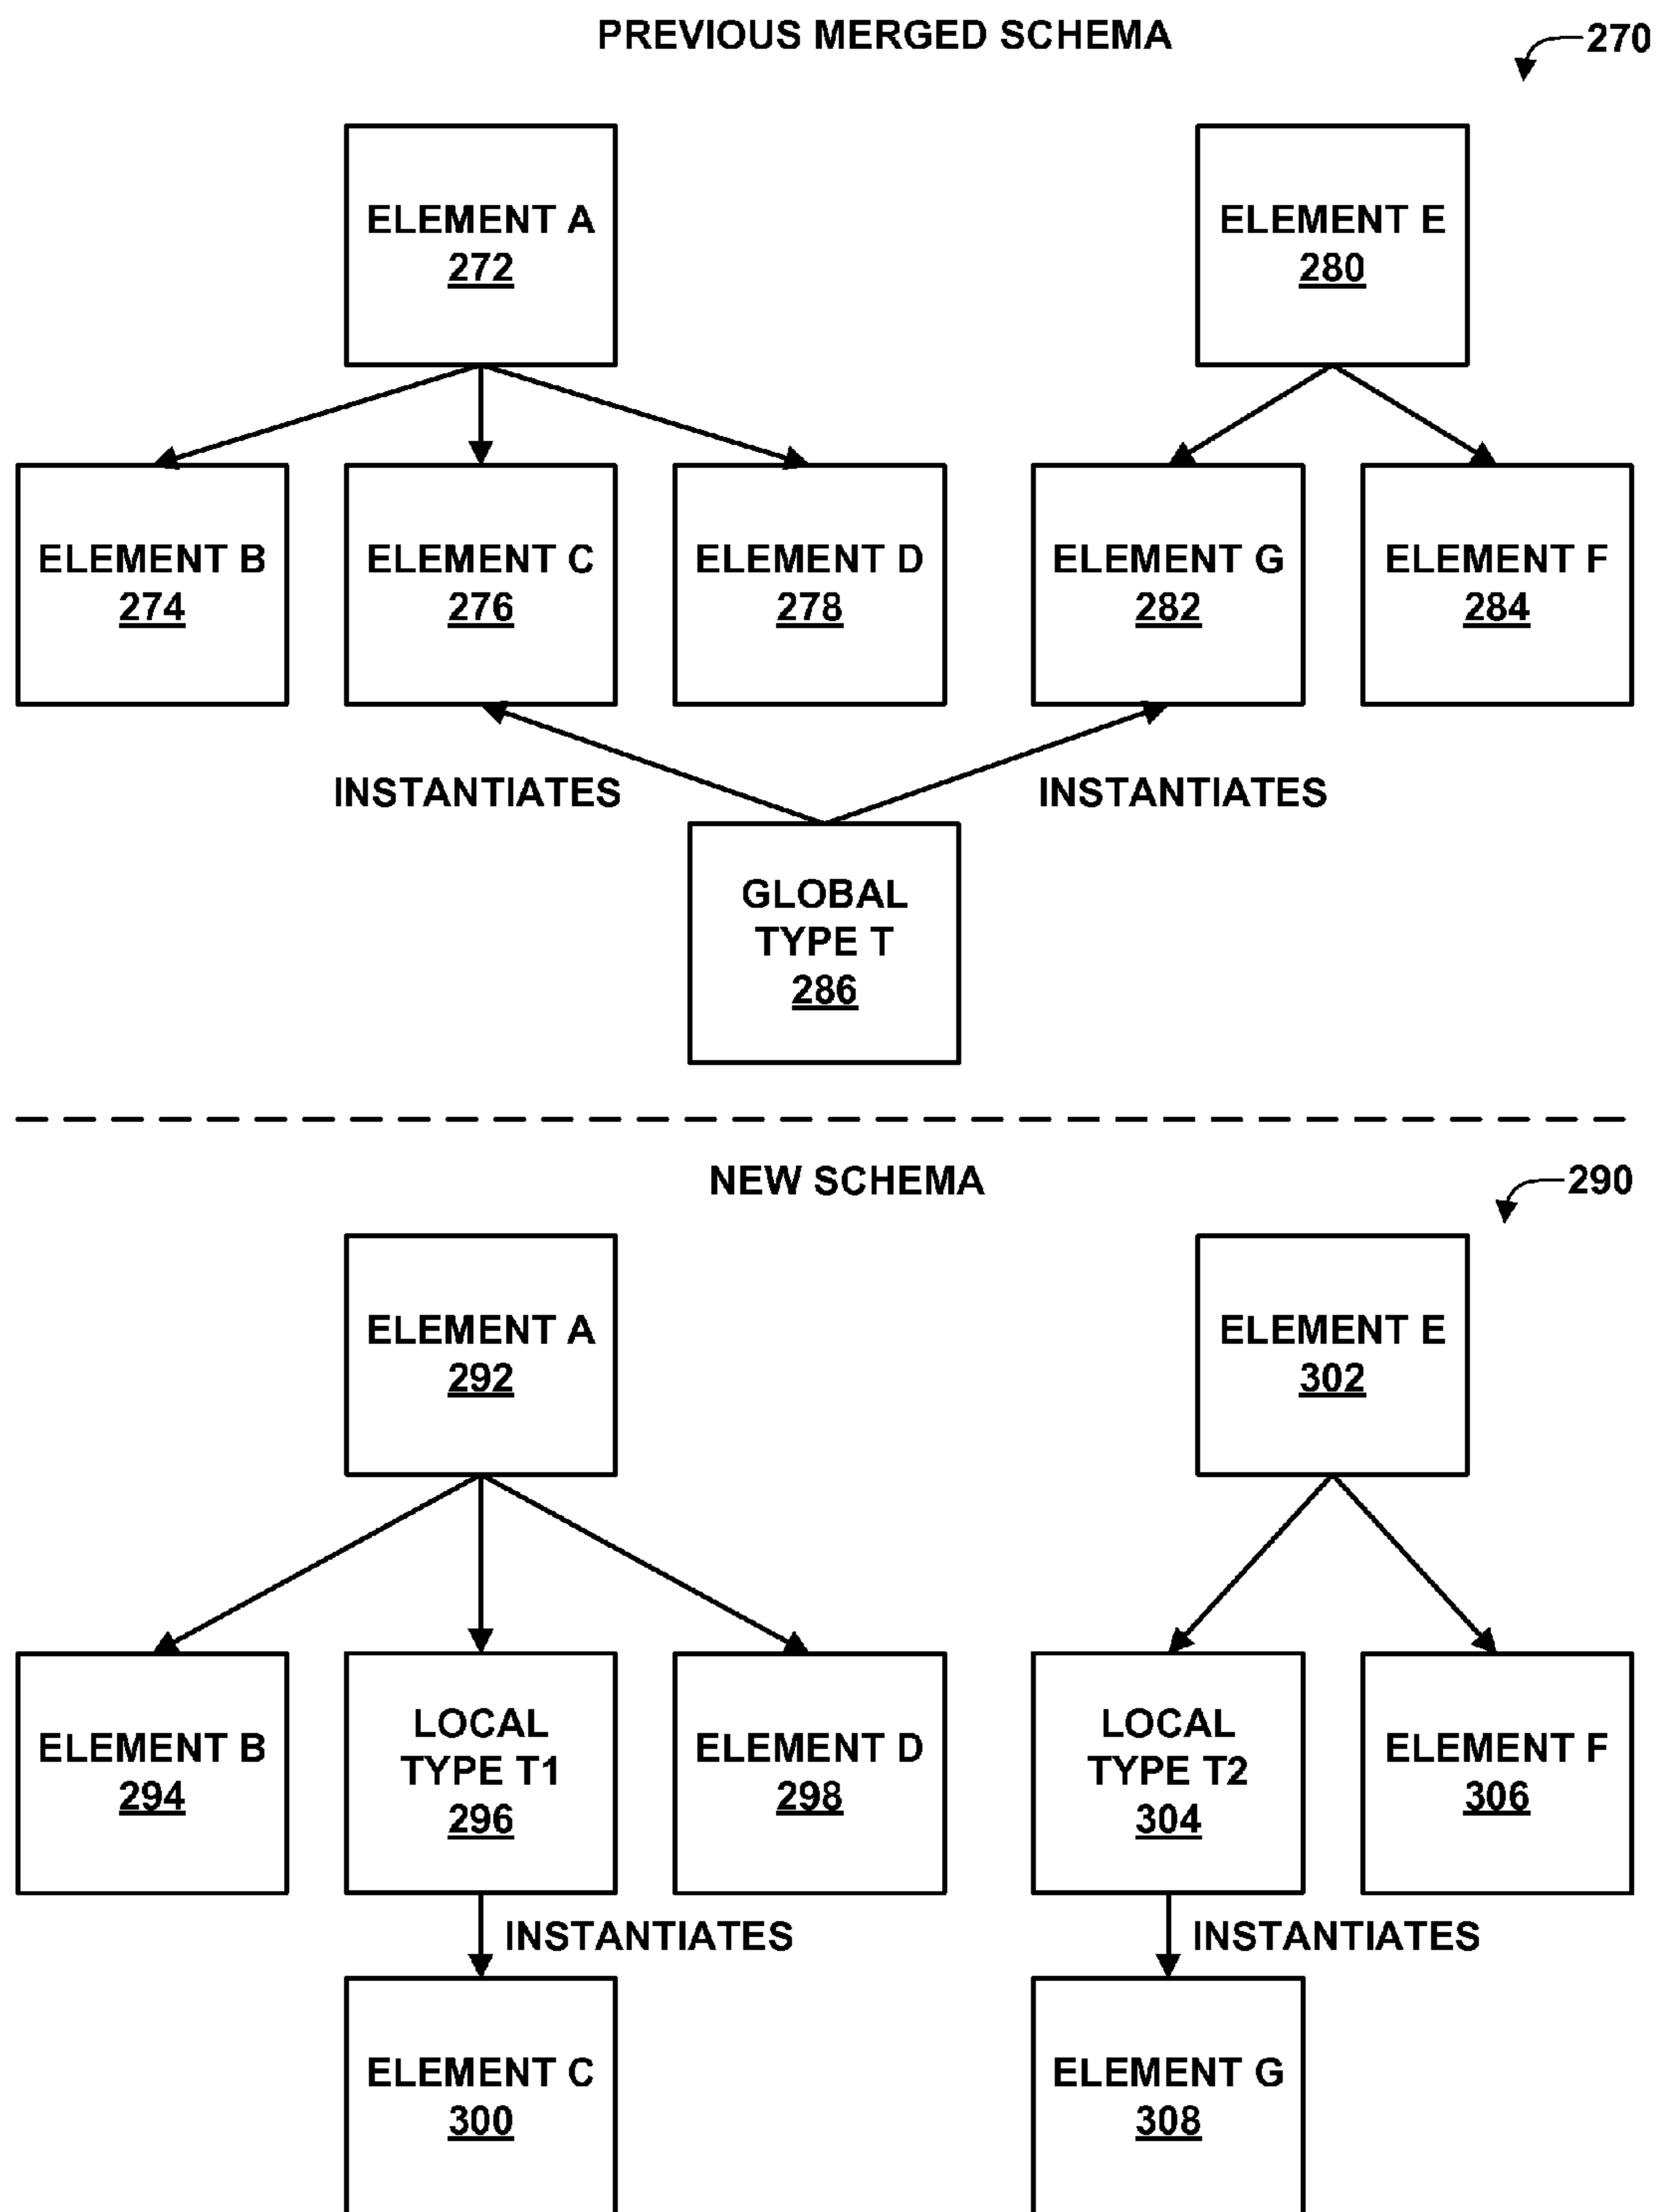 PREVIOUS MERGED SCHEMA
270
ELEMENT A
272
ELEMENT E
280
ELEMENT B
274
ELEMENT C
276
ELEMENT D
278
ELEMENT G
282
ELEMENT F
284
INSTANTIATES
INSTANTIATES
GLOBAL
TYPE T
286
NEW SCHEMA
290
ELEMENT A
292
ELEMENT E
302
ELEMENT B
294
LOCAL
TYPE T1
296
ELEMENT D
298
LOCAL
TYPE T2
304
ELEMENT F
306
INSTANTIATES
INSTANTIATES
ELEMENT C
300
ELEMENT G
308